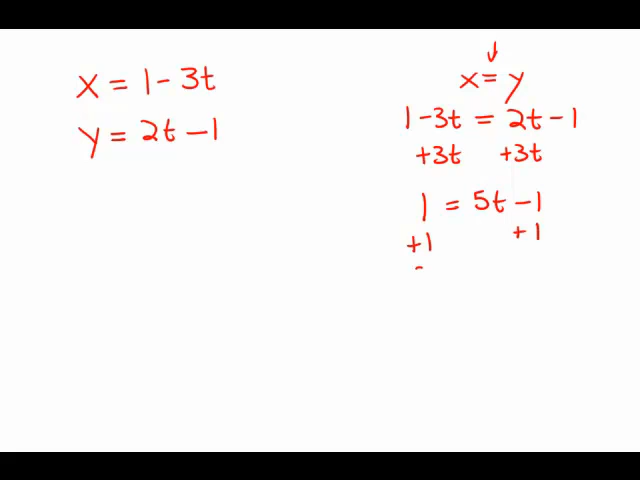 x = 1 - 3t
y = 2t - 1
x = y
1 - 3t = 2t - 1
+3t +3t
1 = 5t - 1
+1 +1